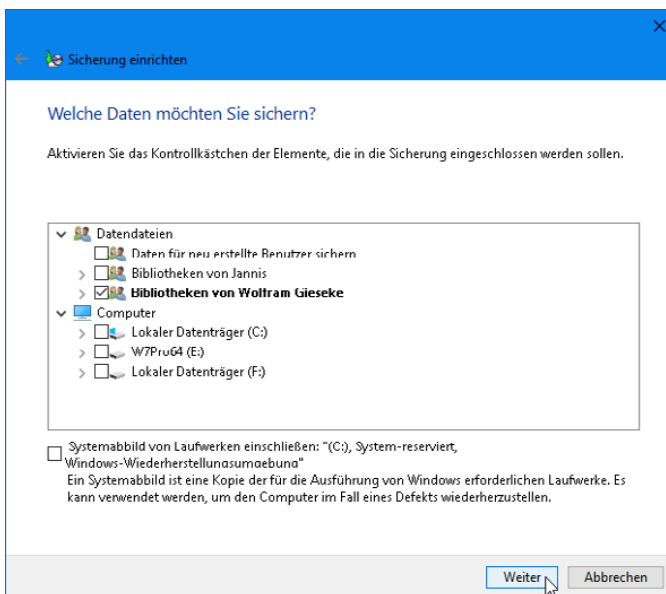 Sicherung einrichten
Welche Daten möchten Sie sichern?
Aktivieren Sie das Kontrollkästchen der Elemente, die in die Sicherung eingeschlossen werden sollen.
Datendateien
Daten für neu erstellte Benutzer sichern
Bibliotheken von Jannis
Bibliotheken von Wolfram Gieseke
Computer
Lokaler Datenträger (C:)
W7Pro64 (E:)
Lokaler Datenträger (F:)
Systemabbild von Laufwerken einschließen: "(C:), System-reserviert,
Windows-Wiederherstellungsumgebung"
Ein Systemabbild ist eine Kopie der für die Ausführung von Windows erforderlichen Laufwerke. Es
kann verwendet werden, um den Computer im Fall eines Defekts wiederherzustellen.
Weiter Abbrechen